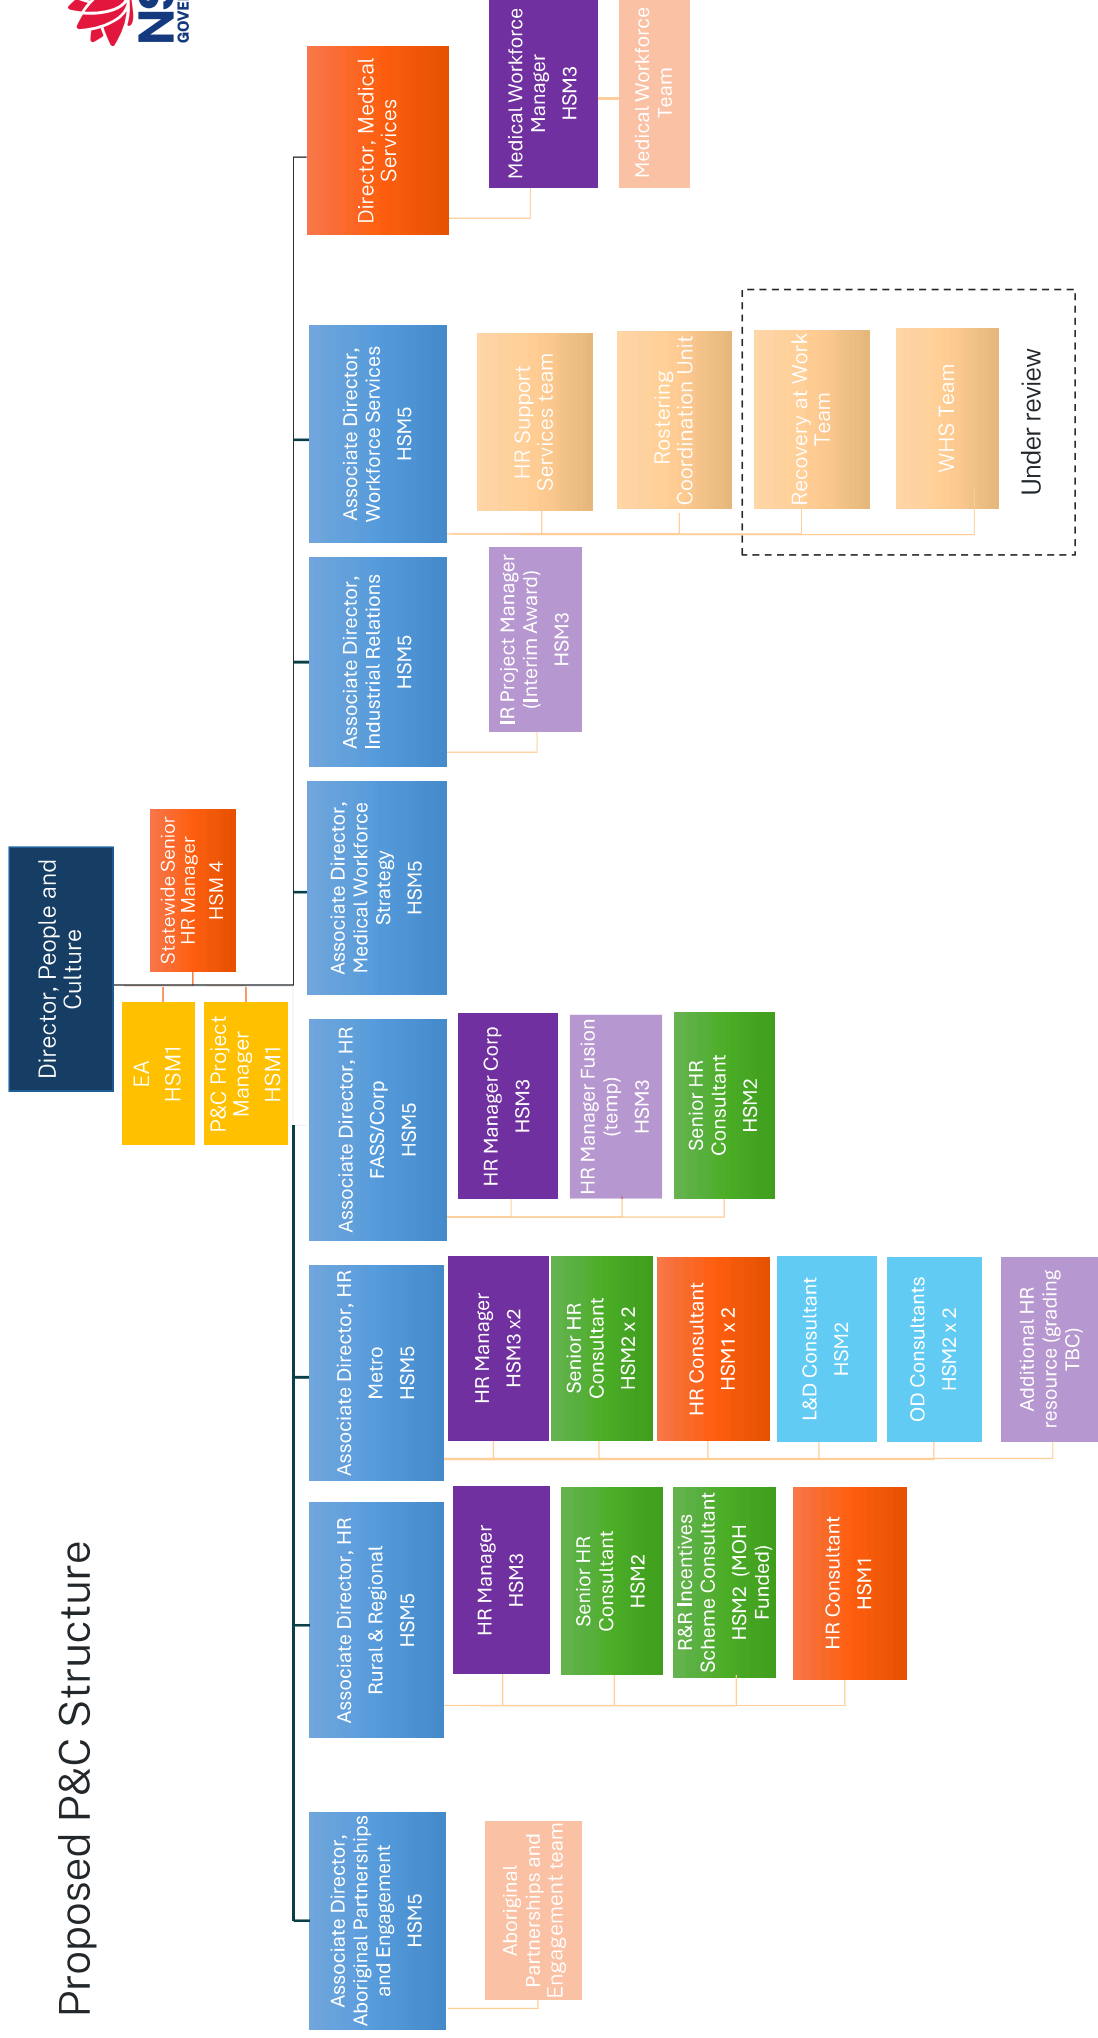 Proposed P&C Structure
NS
GOVE
Director, People and
Culture
EA
HSM1
P&C Project
Manager
HSM1
Statewide Senior
HR Manager
HSM 4
Associate Director,
Aboriginal Partnerships
and Engagement
HSM5
Aboriginal
Partnerships and
Engagement team
Associate Director, HR
Rural & Regional
HSM5
HR Manager
HSM3
Senior HR
Consultant
HSM2
R&R Incentives
Scheme Consultant
HSM2 (MOH
Funded)
HR Consultant
HSM1
Associate Director, HR
Metro
HSM5
HR Manager
HSM3 x2
Senior HR
Consultant
HSM2 x 2
HR Consultant
HSM1 x 2
L&D Consultant
HSM2
OD Consultants
HSM2 x 2
Additional HR
resource (grading
TBC)
Associate Director, HR
FASS/Corp
HSM5
HR Manager Corp
HSM3
HR Manager Fusion
(temp)
HSM3
Senior HR
Consultant
HSM2
Associate Director,
Medical Workforce
Strategy
HSM5
Associate Director,
Industrial Relations
HSM5
IR Project Manager
(Interim Award)
HSM3
Associate Director,
Workforce Services
HSM5
HR Support
Services team
Rostering
Coordination Unit
Recovery at Work
Team
WHS Team
Under review
Director, Medical
Services
Medical Workforce
Manager
HSM3
Medical Workforce
Team